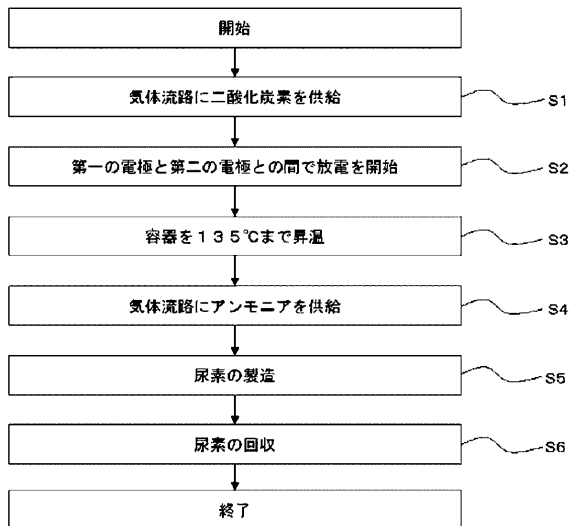 開始
気体流路に二酸化炭素を供給
S1
第一の電極と第二の電極との間で放電を開始
S2
容器を135℃まで昇温
S3
気体流路にアンモニアを供給
S4
尿素の製造
S5
尿素の回収
S6
終了